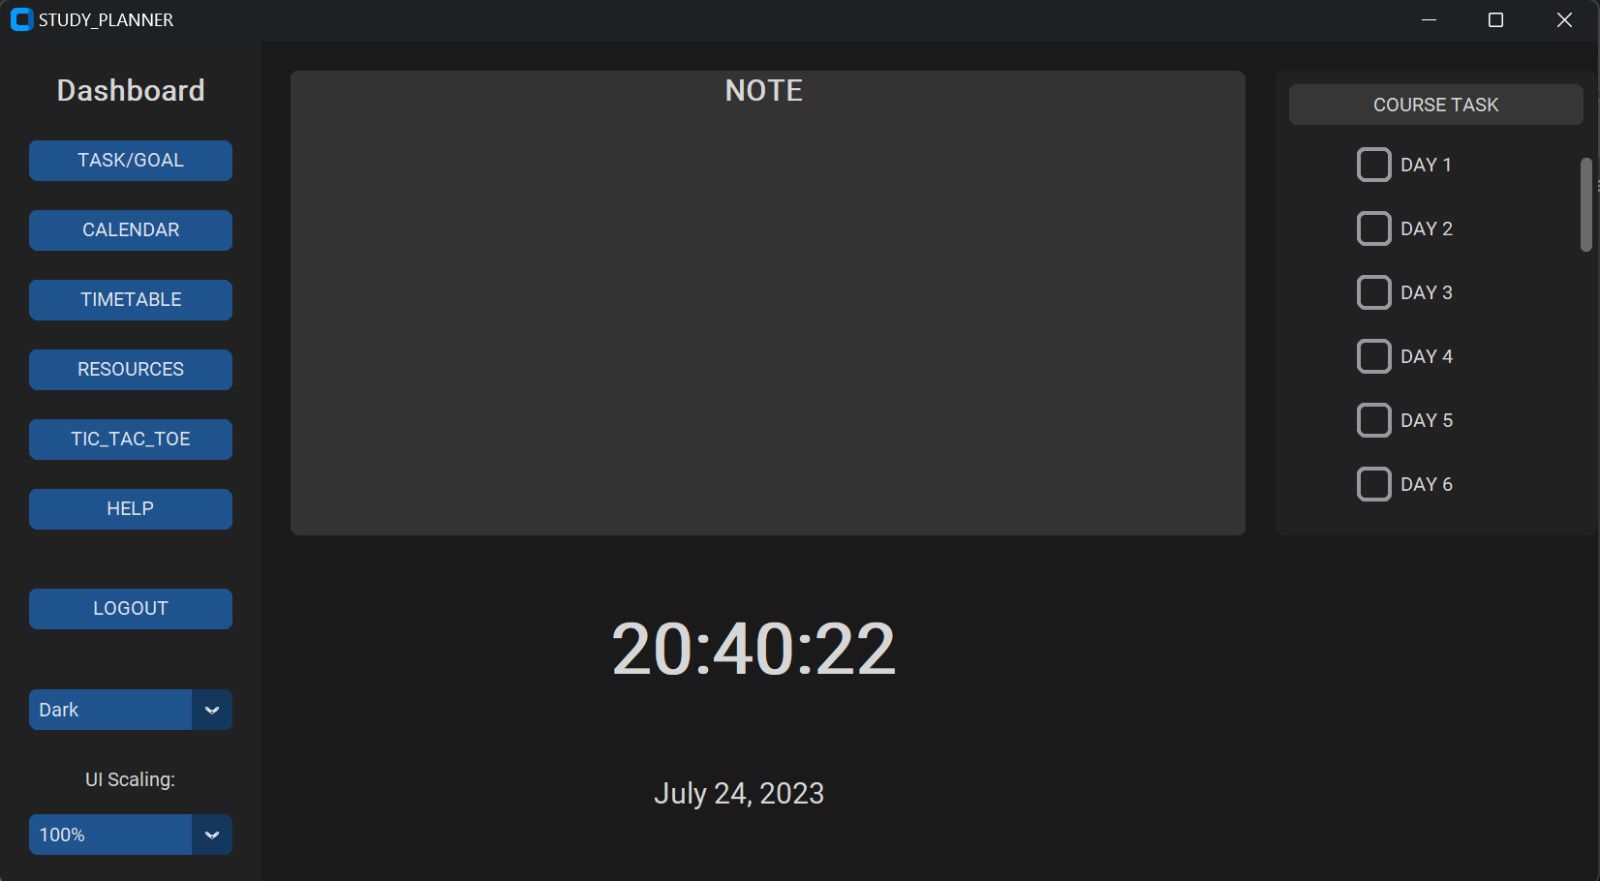 STUDY_PLANNER
Dashboard
TASK/GOAL
CALENDAR
TIMETABLE
RESOURCES
TIC_TAC_TOE
HELP
LOGOUT
Dark
UI Scaling:
100%
NOTE
20:40:22
July 24, 2023
COURSE TASK
DAY 1
DAY 2
DAY 3
DAY 4
DAY 5
DAY 6